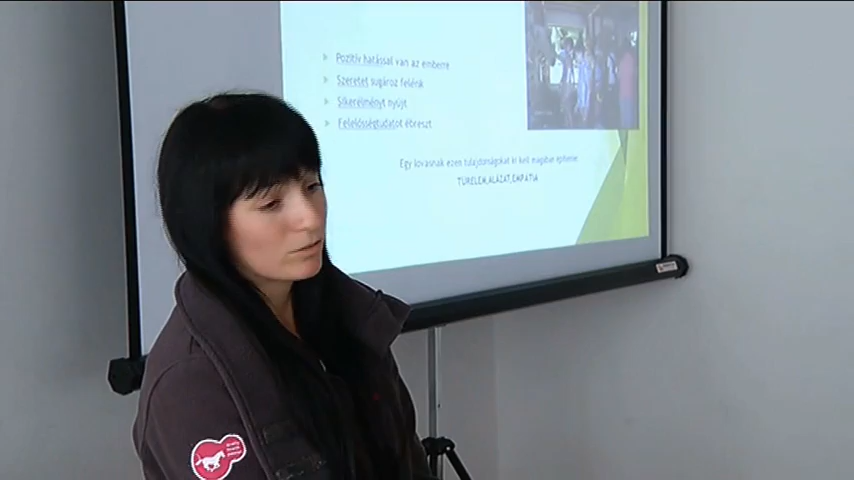 Pozitív hatással van az emberre
Szeretet sugároz felénk
Sikerélményt nyújt
Felelősségtudatot ébreszt
Egy lovasnak ezen tulajdonságokat ki kell magában építenie:
TÜRELEM, ALÁZAT, EMPÁTIA